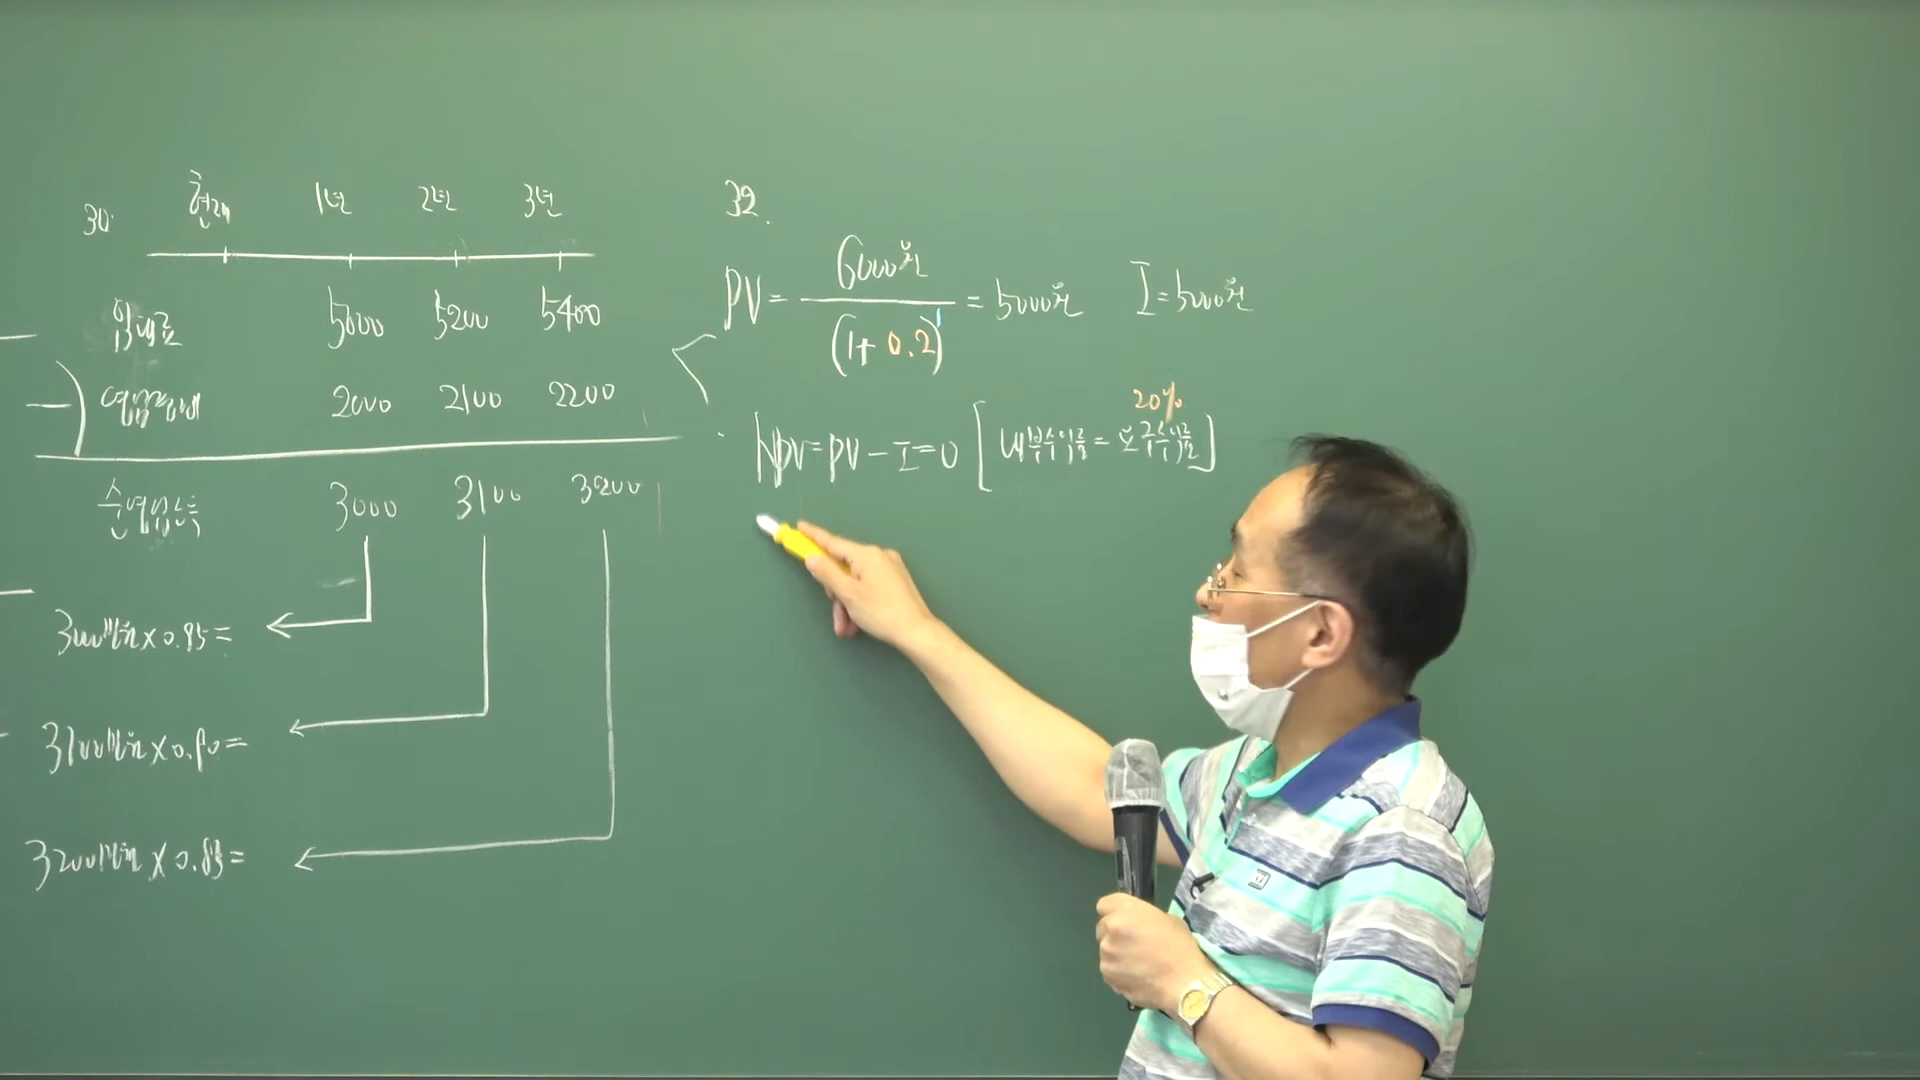 30. 현재 1년 2년 3년
임대료 5000 5200 5400
영업경비 2000 2100 2200
순영업소득 3000 3100 3200
3000만원 × 0.95 =
3100만원 × 0.90 =
3200만원 × 0.85 =
32.
PV = 6000원 / (1 + 0.2)¹ = 5000원 I = 5000원
20%
NPV = PV - I = 0 [내부수익률 = 요구수익률]